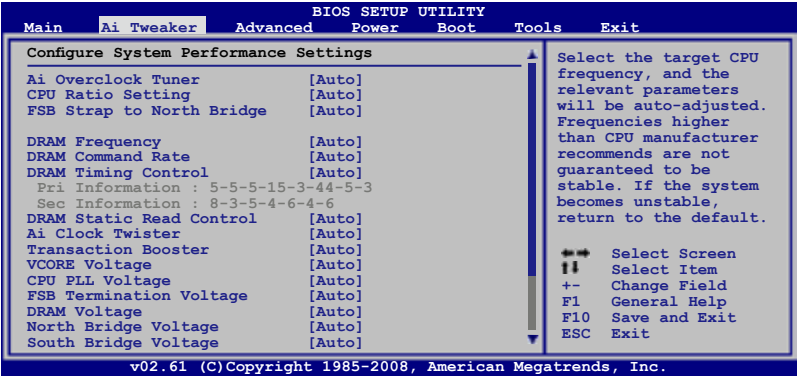 BIOS SETUP UTILITY
Main Ai Tweaker Advanced Power Boot Tools Exit
Configure System Performance Settings
Ai Overclock Tuner [Auto]
CPU Ratio Setting [Auto]
FSB Strap to North Bridge [Auto]
DRAM Frequency [Auto]
DRAM Command Rate [Auto]
DRAM Timing Control [Auto]
Pri Information : 5-5-5-15-3-44-5-3
Sec Information : 8-3-5-4-6-4-6
DRAM Static Read Control [Auto]
Ai Clock Twister [Auto]
Transaction Booster [Auto]
VCORE Voltage [Auto]
CPU PLL Voltage [Auto]
FSB Termination Voltage [Auto]
DRAM Voltage [Auto]
North Bridge Voltage [Auto]
South Bridge Voltage [Auto]
Select the target CPU
frequency, and the
relevant parameters
will be auto-adjusted.
Frequencies higher
than CPU manufacturer
recommends are not
guaranteed to be
stable. If the system
becomes unstable,
return to the default.
Select Screen
Select Item
+- Change Field
F1 General Help
F10 Save and Exit
ESC Exit
v02.61 (C)Copyright 1985-2008, American Megatrends, Inc.